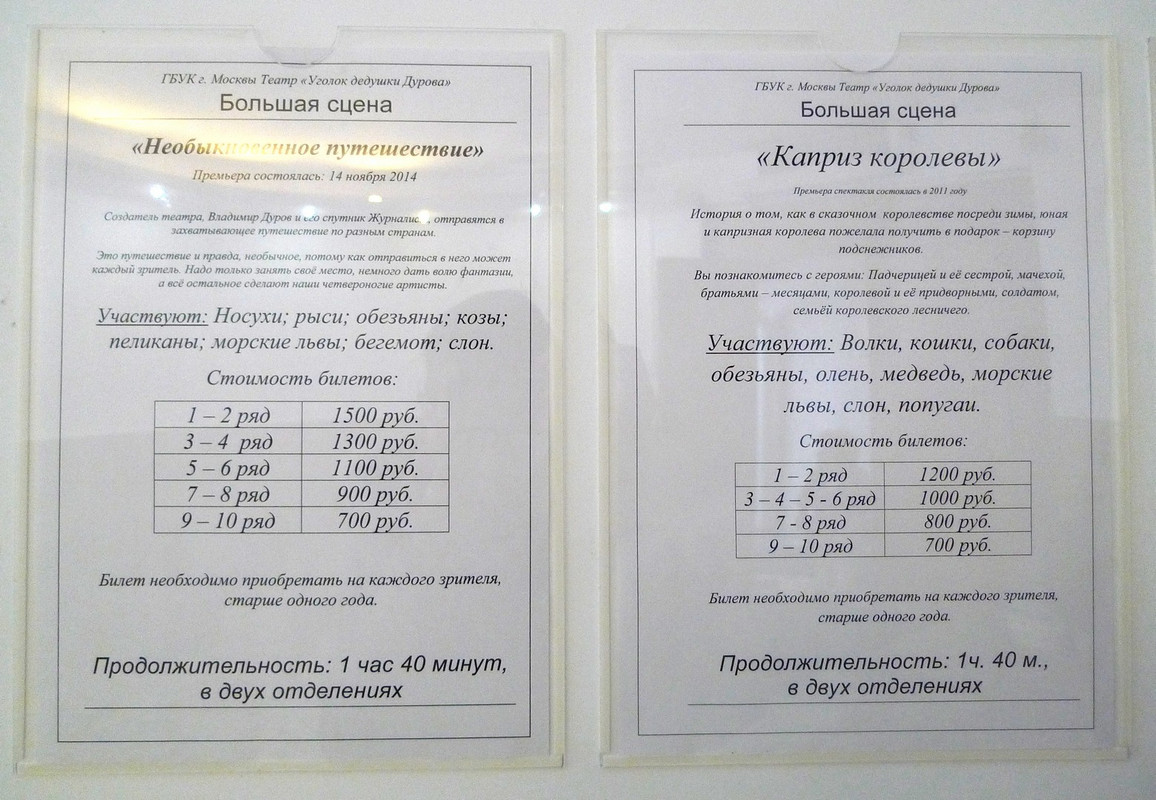 ГБУК г. Москвы Театр «Уголок дедушки Дурова»
Большая сцена
«Необыкновенное путешествие»
Премьера состоялась: 14 ноября 2014
Создатель театра, Владимир Дуров и его спутник Журналист, отправятся в
захватывающее путешествие по разным странам.
Это путешествие и правда, необычное, потому как отправиться в него может
каждый зритель. Надо только занять своё место, немного дать волю фантазии,
а всё остальное сделают наши четвероногие артисты.
Участвуют: Носухи; рыси; обезьяны; козы;
пеликаны; морские львы; бегемот; слон.
Стоимость билетов:
1 – 2 ряд 1500 руб.
3 – 4 ряд 1300 руб.
5 – 6 ряд 1100 руб.
7 – 8 ряд 900 руб.
9 – 10 ряд 700 руб.
Билет необходимо приобретать на каждого зрителя,
старше одного года.
Продолжительность: 1 час 40 минут,
в двух отделениях
ГБУК г. Москвы Театр «Уголок дедушки Дурова»
Большая сцена
«Каприз королевы»
Премьера спектакля состоялась в 2011 году
История о том, как в сказочном королевстве посреди зимы, юная
и капризная королева пожелала получить в подарок – корзину
подснежников.
Вы познакомитесь с героями: Падчерицей и её сестрой, мачехой,
братьями – месяцами, королевой и её придворными, солдатом,
семьёй королевского лесничего.
Участвуют: Волки, кошки, собаки,
обезьяны, олень, медведь, морские
львы, слон, попугаи.
Стоимость билетов:
1 – 2 ряд 1200 руб.
3 – 4 – 5 - 6 ряд 1000 руб.
7 - 8 ряд 800 руб.
9 – 10 ряд 700 руб.
Билет необходимо приобретать на каждого зрителя,
старше одного года.
Продолжительность: 1ч. 40 м.,
в двух отделениях